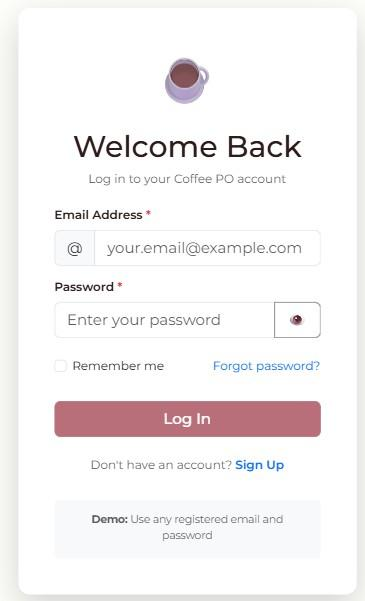 Welcome Back
Log in to your Coffee PO account
Email Address *
@ your.email@example.com
Password *
Enter your password
Remember me Forgot password?
Log In
Don't have an account? Sign Up
Demo: Use any registered email and
password